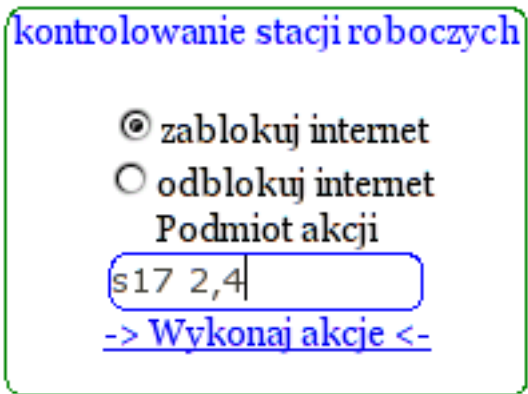 kontrolowanie stacji roboczych
zablokuj internet
odblokuj internet
Podmiot akcji
s17 2,4
-> Wykonaj akcje <-